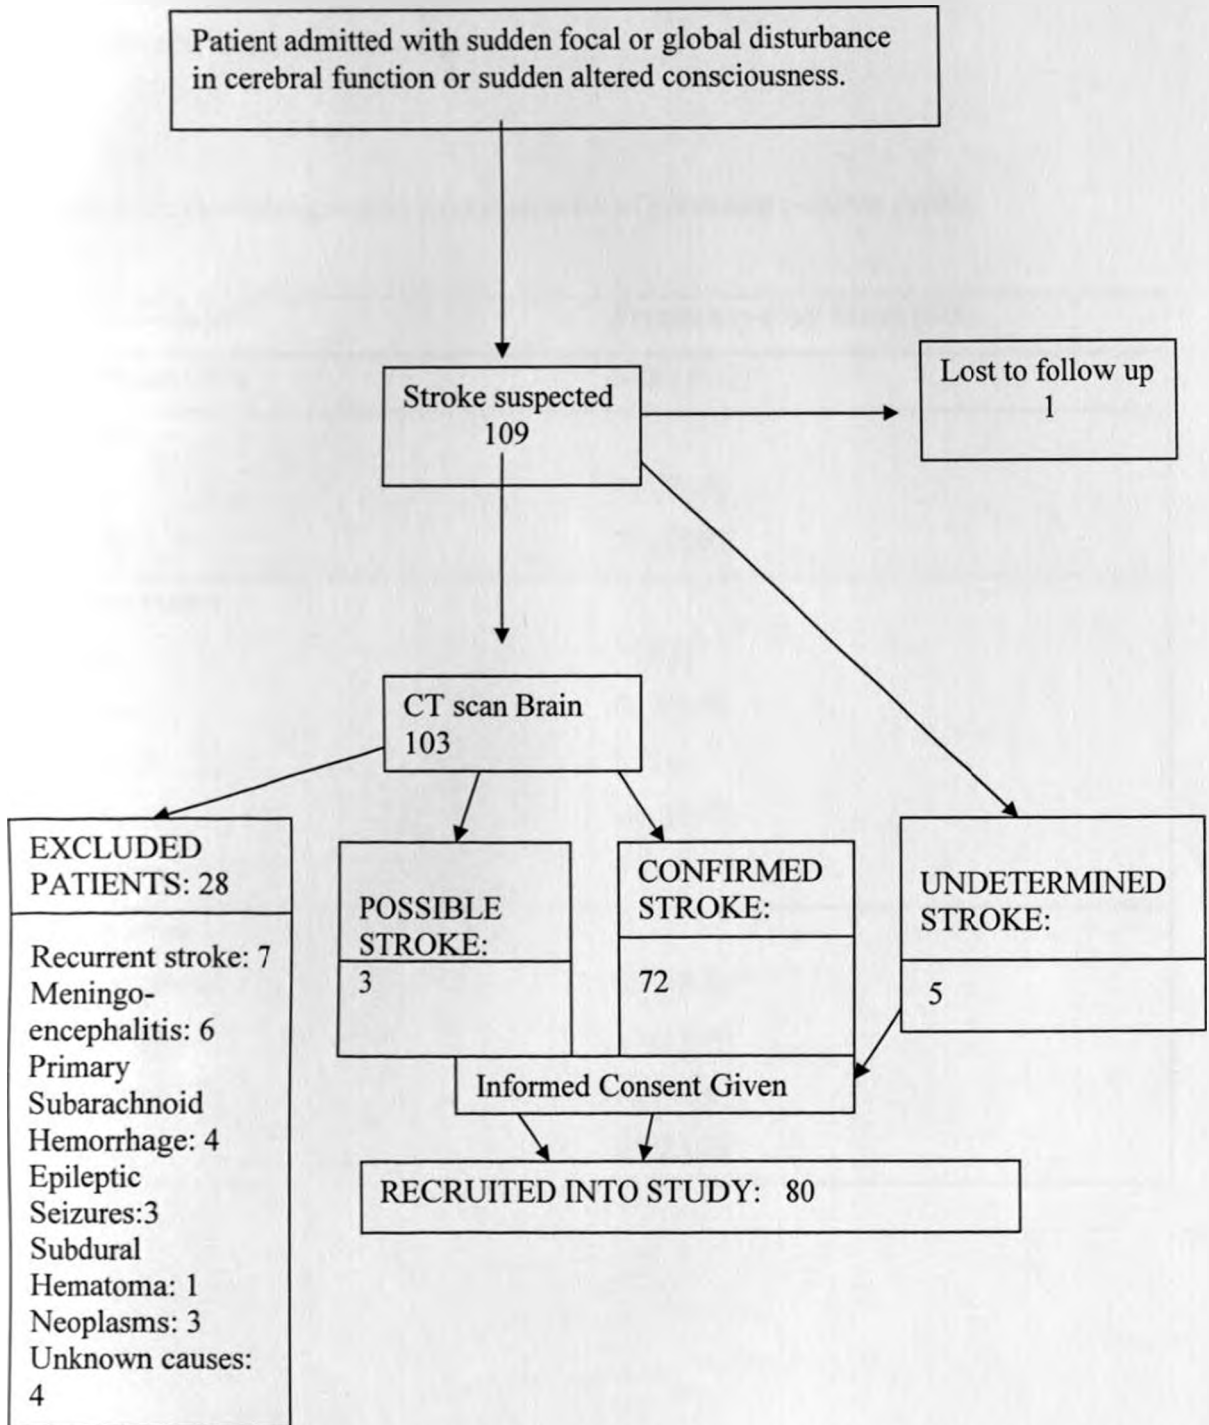 Patient admitted with sudden focal or global disturbance
in cerebral function or sudden altered consciousness.
Stroke suspected
109
Lost to follow up
1
CT scan Brain
103
EXCLUDED
PATIENTS: 28
Recurrent stroke: 7
Meningo-
encephalitis: 6
Primary
Subarachnoid
Hemorrhage: 4
Epileptic
Seizures:3
Subdural
Hematoma: 1
Neoplasms: 3
Unknown causes:
4
POSSIBLE
STROKE:
3
CONFIRMED
STROKE:
72
UNDETERMINED
STROKE:
5
Informed Consent Given
RECRUITED INTO STUDY: 80